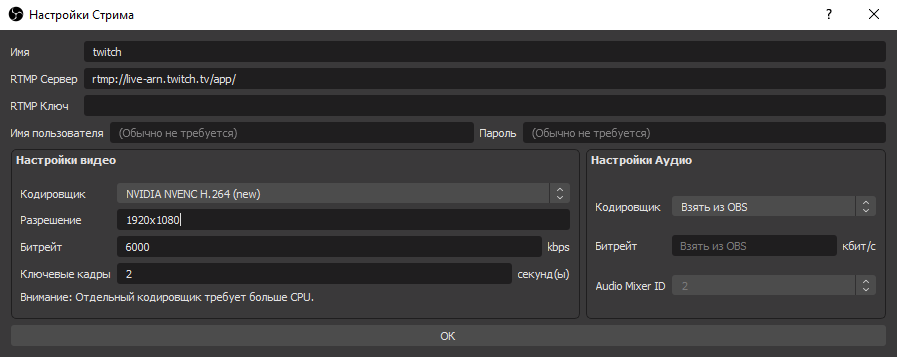 Настройки Стрима ?
Имя twitch
RTMP Сервер rtmp://live-arn.twitch.tv/app/
RTMP Ключ
Имя пользователя (Обычно не требуется) Пароль (Обычно не требуется)
Настройки видео
Кодировщик NVIDIA NVENC H.264 (new)
Разрешение 1920x1080
Битрейт 6000 kbps
Ключевые кадры 2 секунд(ы)
Внимание: Отдельный кодировщик требует больше CPU.
Настройки Аудио
Кодировщик Взять из OBS
Битрейт Взять из OBS кбит/с
Audio Mixer ID 2
OK